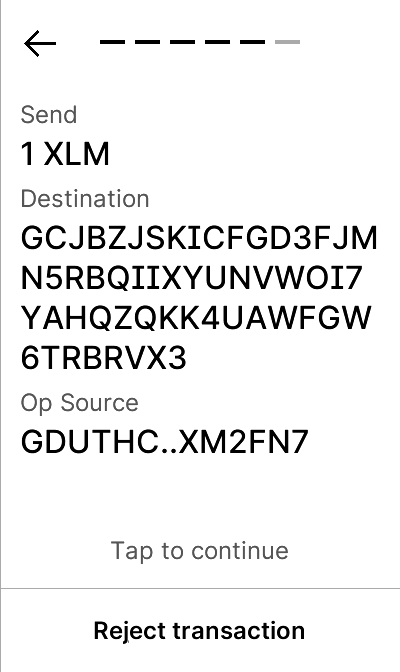 Send
1 XLM
Destination
GCJBZJSKICFGD3FJM
N5RBQIIXYUNVWOI7
YAHQZQKK4UAWFGW
6TRBRVX3
Op Source
GDUTHC..XM2FN7
Tap to continue
Reject transaction